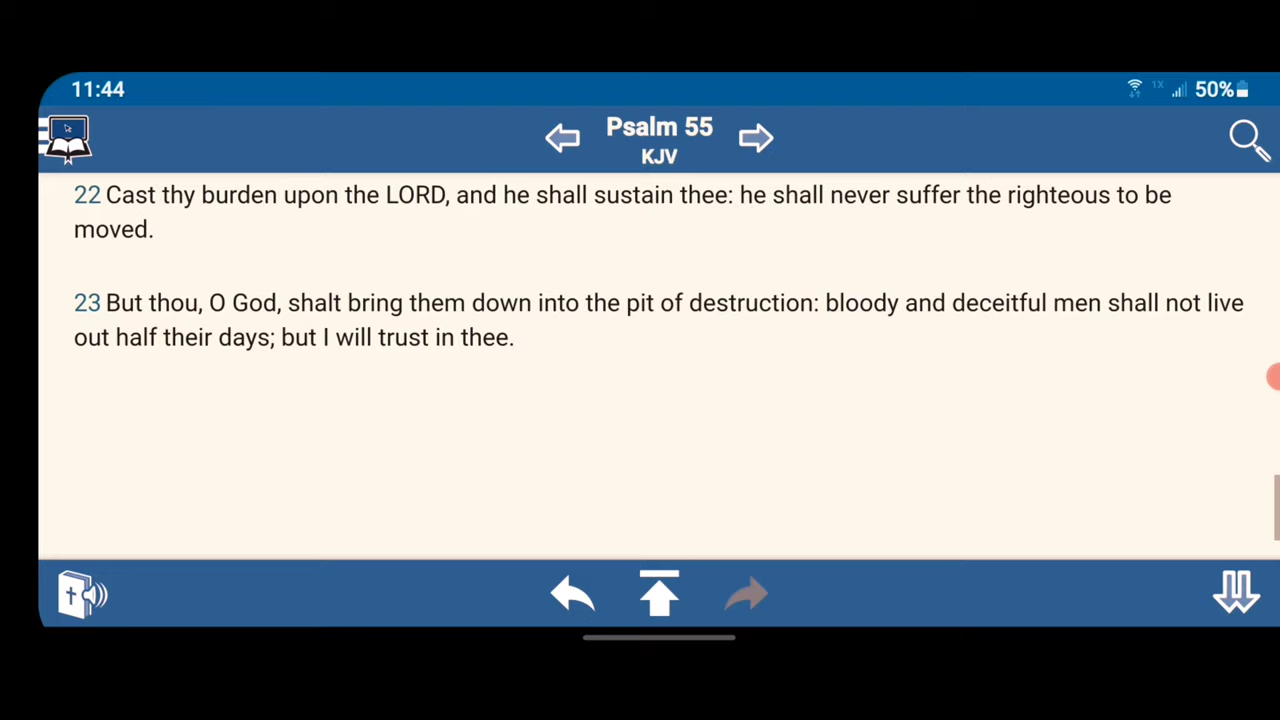 11:44
1X
50%
Psalm 55
KJV
22 Cast thy burden upon the LORD, and he shall sustain thee: he shall never suffer the righteous to be
moved.
23 But thou, O God, shalt bring them down into the pit of destruction: bloody and deceitful men shall not live
out half their days; but I will trust in thee.